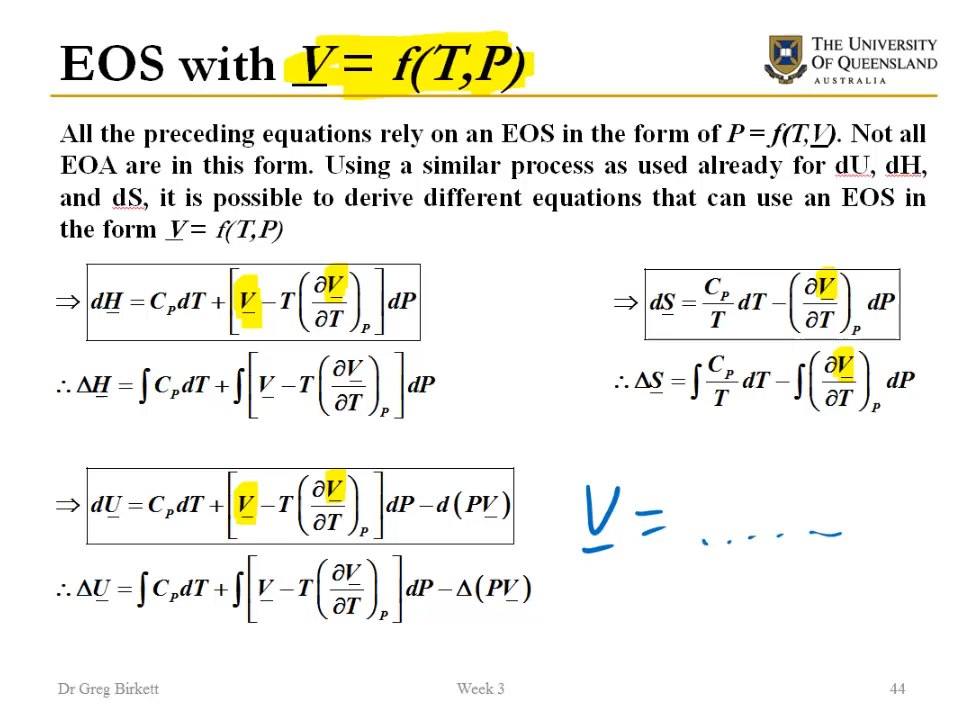 EOS with V = f(T,P)
THE UNIVERSITY
OF QUEENSLAND
AUSTRALIA
All the preceding equations rely on an EOS in the form of P = f(T,V). Not all
EOA are in this form. Using a similar process as used already for dU, dH,
and dS, it is possible to derive different equations that can use an EOS in
the form V = f(T,P)
⇒ dH = C_P dT + [V − T(∂V/∂T)_P] dP
∴ ΔH = ∫ C_P dT + ∫ [V − T(∂V/∂T)_P] dP
⇒ dS = C_P/T dT − (∂V/∂T)_P dP
∴ ΔS = ∫ C_P/T dT − ∫ (∂V/∂T)_P dP
⇒ dU = C_P dT + [V − T(∂V/∂T)_P] dP − d(PV)
∴ ΔU = ∫ C_P dT + ∫ [V − T(∂V/∂T)_P] dP − Δ(PV)
V = .....
Dr Greg Birkett
Week 3
44